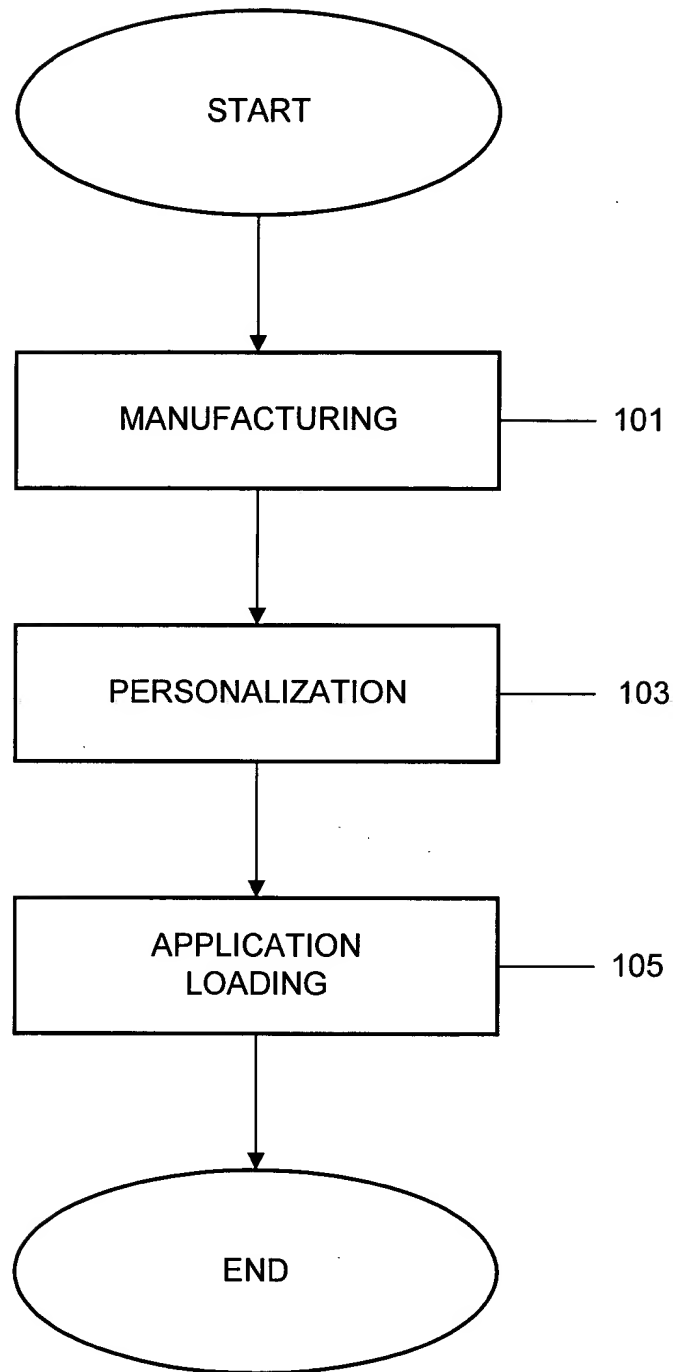 START
MANUFACTURING
101
PERSONALIZATION
103
APPLICATION
LOADING
105
END